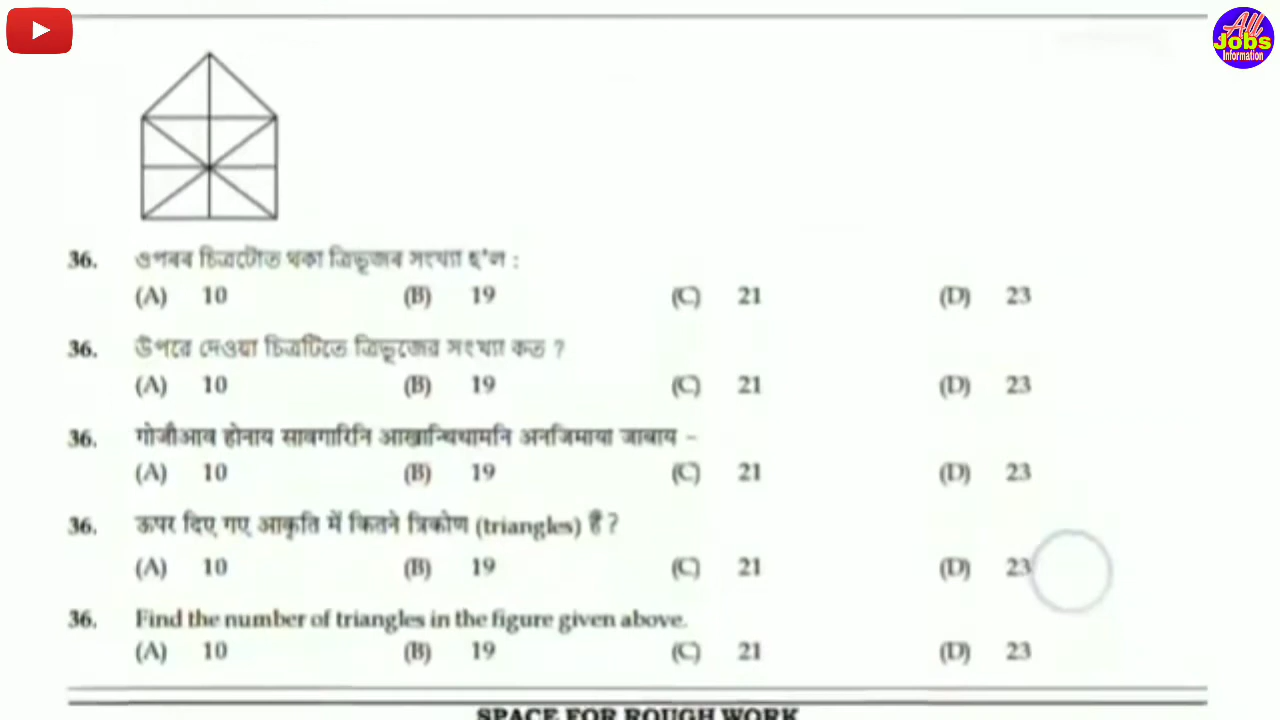 All
Jobs
Information
36. ওপৰৰ চিত্ৰটোত থকা ত্ৰিভূজৰ সংখ্যা হ'ল :
(A) 10 (B) 19 (C) 21 (D) 23
36. উপরে দেওয়া চিত্রটিতে ত্রিভূজের সংখ্যা কত ?
(A) 10 (B) 19 (C) 21 (D) 23
36. गोजौआव होनाय सावगारिनि आखान्थिथामनि अनजिमाया जाबाय -
(A) 10 (B) 19 (C) 21 (D) 23
36. ऊपर दिए गए आकृति में कितने त्रिकोण (triangles) हैं ?
(A) 10 (B) 19 (C) 21 (D) 23
36. Find the number of triangles in the figure given above.
(A) 10 (B) 19 (C) 21 (D) 23
SPACE FOR ROUGH WORK